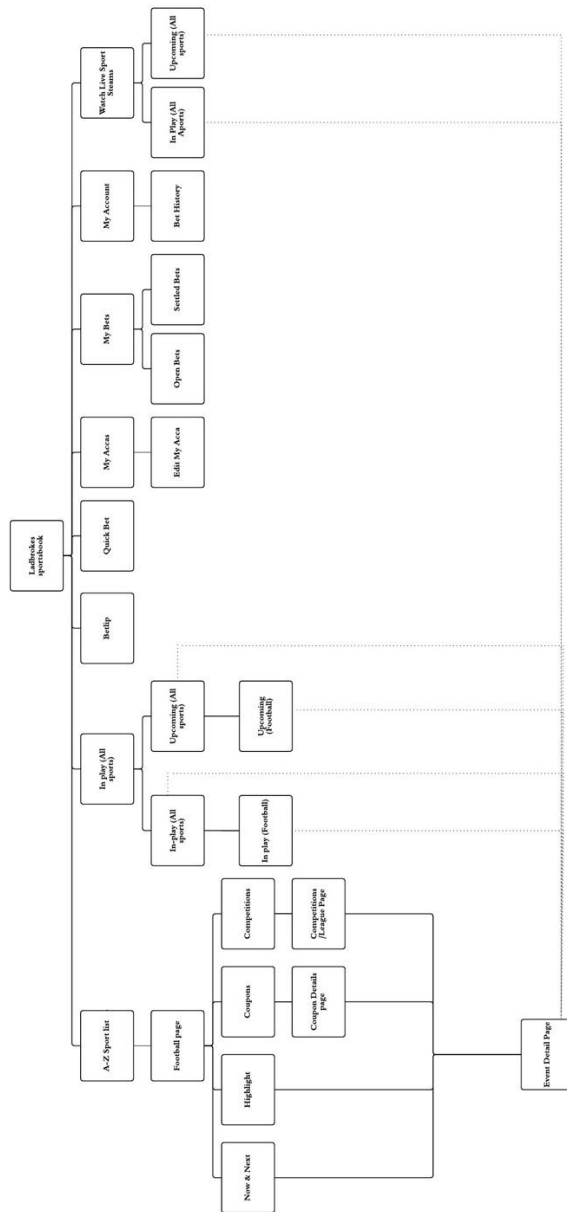 Ladbrokes
sportsbook
A-Z Sport list
In play (All
sports)
Betlip
Quick Bet
My Accas
My Bets
My Account
Watch Live Sport
Steams
Football page
In-play (All
sports)
Upcoming (All
sports)
Edit My Acca
Open Bets
Settled Bets
Bet History
In Play (All
Aports)
Upcoming (All
sports)
Now & Next
Highlight
Coupons
Competitions
In play (Football)
Upcoming
(Football)
Coupon Details
page
Competitions
/League Page
Event Detail Page